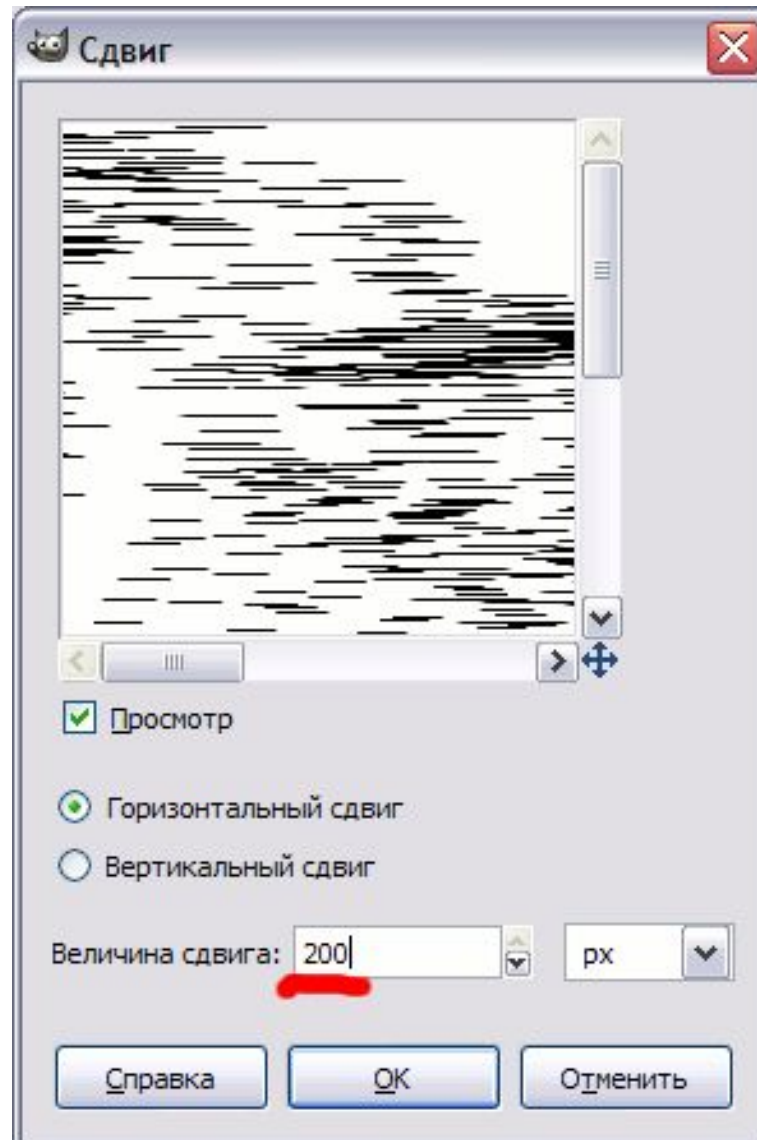 Сдвиг
Просмотр
Горизонтальный сдвиг
Вертикальный сдвиг
Величина сдвига: 200 px
Справка OK Отменить